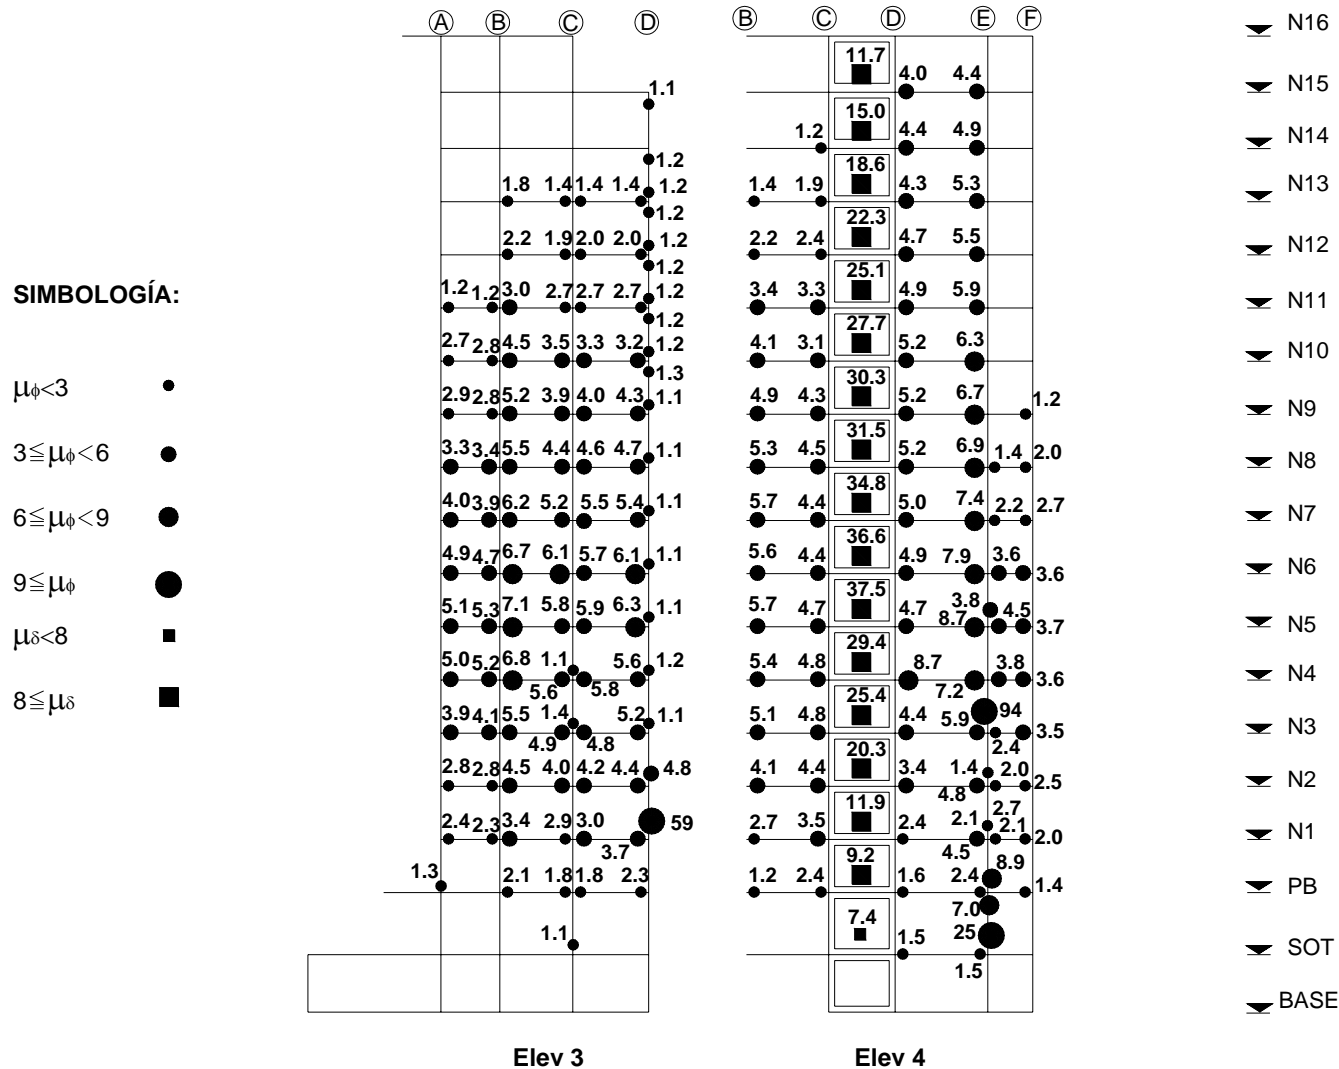 A B C D B C D E F N16
11.7 4.0 4.4 N15
1.1
15.0 1.2 4.4 4.9 N14
1.2
1.8 1.4 1.4 1.4 1.2 1.4 1.9 18.6 4.3 5.3 N13
1.2
2.2 1.9 2.0 2.0 1.2 2.2 2.4 22.3 4.7 5.5 N12
1.2
SIMBOLOGÍA:
1.2 1.2 3.0 2.7 2.7 2.7 1.2 3.4 3.3 25.1 4.9 5.9 N11
1.2
2.7 2.8 4.5 3.5 3.3 3.2 1.2 4.1 3.1 27.7 5.2 6.3 N10
1.3
μφ<3
2.9 2.8 5.2 3.9 4.0 4.3 1.1 4.9 4.3 30.3 5.2 6.7 1.2 N9
3≦μφ<6
3.3 3.4 5.5 4.4 4.6 4.7 1.1 5.3 4.5 31.5 5.2 6.9 1.4 2.0 N8
6≦μφ<9
4.0 3.9 6.2 5.2 5.5 5.4 1.1 5.7 4.4 34.8 5.0 7.4 2.2 2.7 N7
9≦μφ
4.9 4.7 6.7 6.1 5.7 6.1 1.1 5.6 4.4 36.6 4.9 7.9 3.6 3.6 N6
μδ<8
5.1 5.3 7.1 5.8 5.9 6.3 1.1 5.7 4.7 37.5 4.7 8.7 3.8 4.5 3.7 N5
8≦μδ
5.0 5.2 6.8 1.1 5.6 1.2 5.4 4.8 29.4 8.7 3.8 3.6 N4
5.6 5.8 7.2
3.9 4.1 5.5 1.4 5.2 1.1 5.1 4.8 25.4 4.4 5.9 94 3.5 N3
4.9 4.8 2.4
2.8 2.8 4.5 4.0 4.2 4.4 4.8 4.1 4.4 20.3 3.4 1.4 2.0 2.5 N2
4.8 2.7
2.4 2.3 3.4 2.9 3.0 59 2.7 3.5 11.9 2.4 2.1 2.1 2.0 N1
3.7 4.5 8.9
1.3 2.1 1.8 1.8 2.3 1.2 2.4 9.2 1.6 2.4 1.4 PB
7.0
1.1 7.4 1.5 25 SOT
1.5
BASE
Elev 3 Elev 4